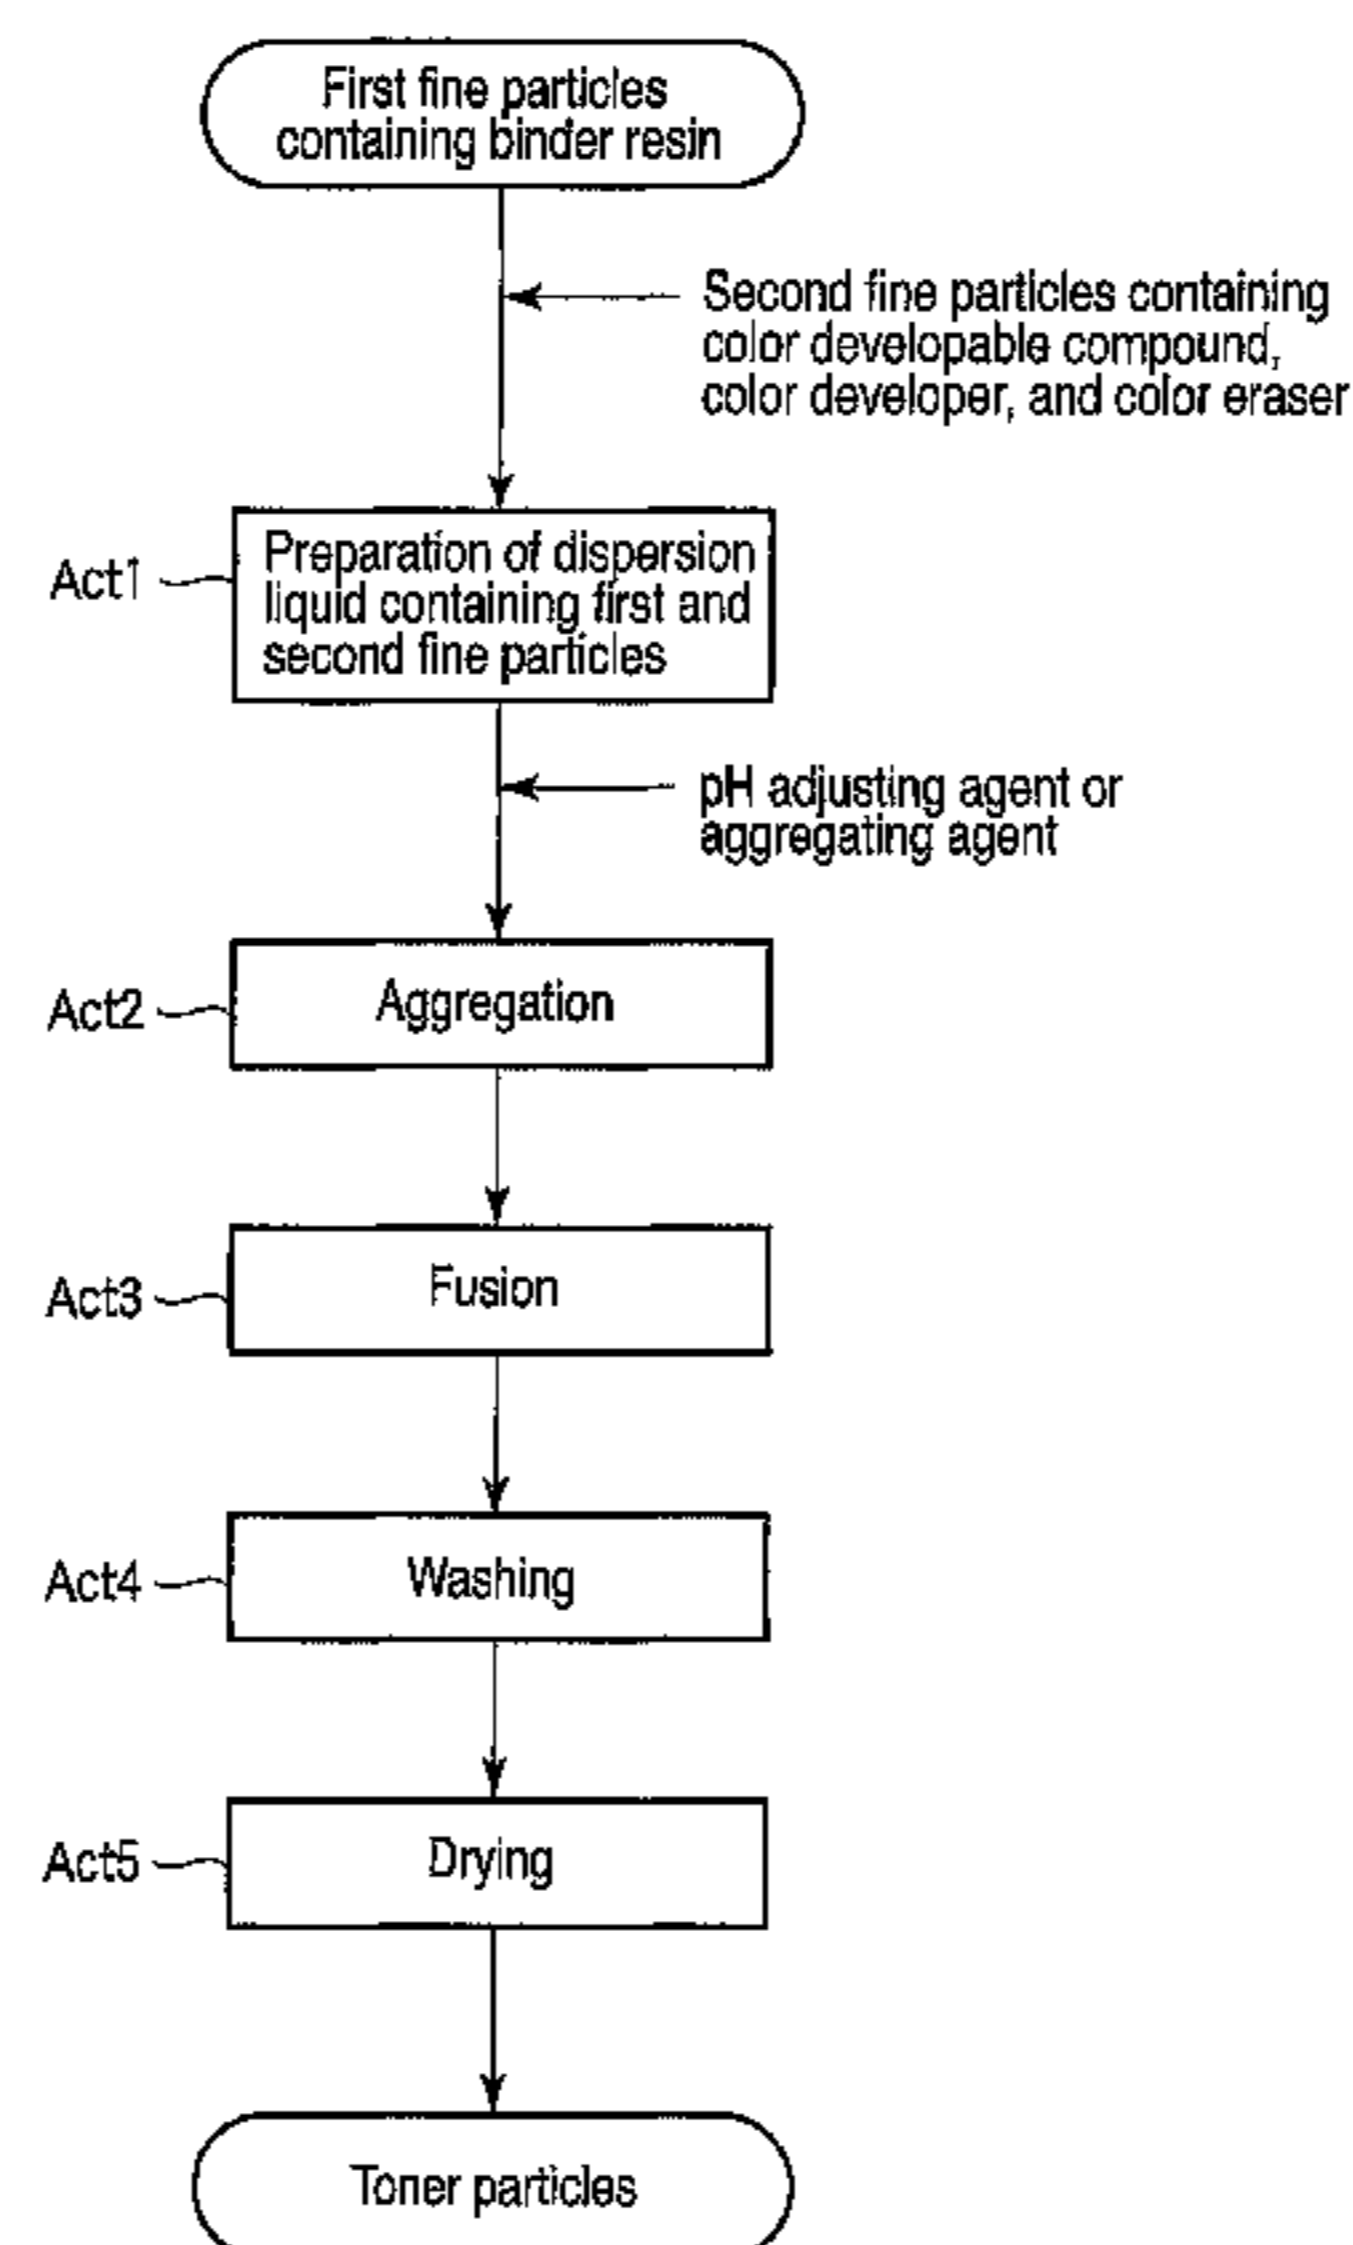 First fine particles
containing binder resin
Second fine particles containing
color developable compound,
color developer, and color eraser
Act1
Preparation of dispersion
liquid containing first and
second fine particles
pH adjusting agent or
aggregating agent
Act2
Aggregation
Act3
Fusion
Act4
Washing
Act5
Drying
Toner particles